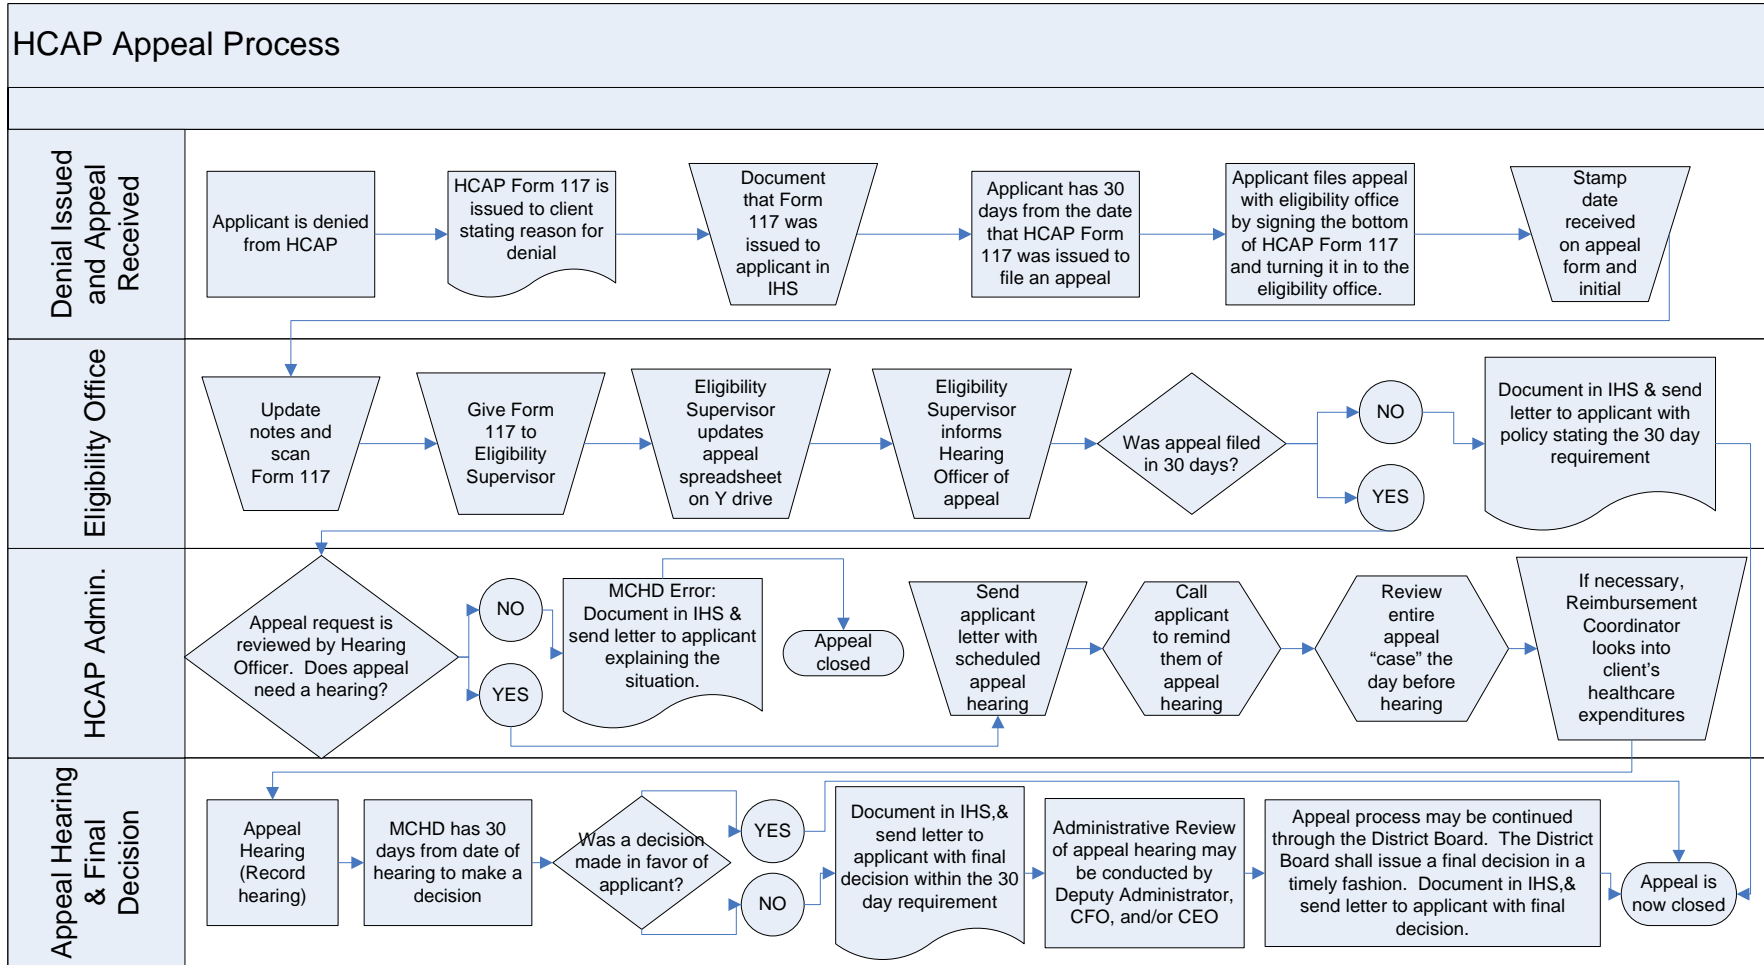 HCAP Appeal Process
Denial Issued
and Appeal
Received
Applicant is denied
from HCAP
HCAP Form 117 is
issued to client
stating reason for
denial
Document
that Form
117 was
issued to
applicant in
IHS
Applicant has 30
days from the date
that HCAP Form
117 was issued to
file an appeal
Applicant files appeal
with eligibility office
by signing the bottom
of HCAP Form 117
and turning it in to the
eligibility office.
Stamp
date
received
on appeal
form and
initial
Eligibility Office
Update
notes and
scan
Form 117
Give Form
117 to
Eligibility
Supervisor
Eligibility
Supervisor
updates
appeal
spreadsheet
on Y drive
Eligibility
Supervisor
informs
Hearing
Officer of
appeal
Was appeal filed
in 30 days?
NO
YES
Document in IHS & send
letter to applicant with
policy stating the 30 day
requirement
HCAP Admin.
Appeal request is
reviewed by Hearing
Officer.  Does appeal
need a hearing?
NO
YES
MCHD Error:
Document in IHS &
send letter to applicant
explaining the
situation.
Appeal
closed
Send
applicant
letter with
scheduled
appeal
hearing
Call
applicant
to remind
them of
appeal
hearing
Review
entire
appeal
“case” the
day before
hearing
If necessary,
Reimbursement
Coordinator
looks into
client’s
healthcare
expenditures
Appeal Hearing
& Final
Decision
Appeal
Hearing
(Record
hearing)
MCHD has 30
days from date of
hearing to make a
decision
Was a decision
made in favor of
applicant?
YES
NO
Document in IHS,&
send letter to
applicant with final
decision within the 30
day requirement
Administrative Review
of appeal hearing may
be conducted by
Deputy Administrator,
CFO, and/or CEO
Appeal process may be continued
through the District Board.  The District
Board shall issue a final decision in a
timely fashion.  Document in IHS,&
send letter to applicant with final
decision.
Appeal is
now closed